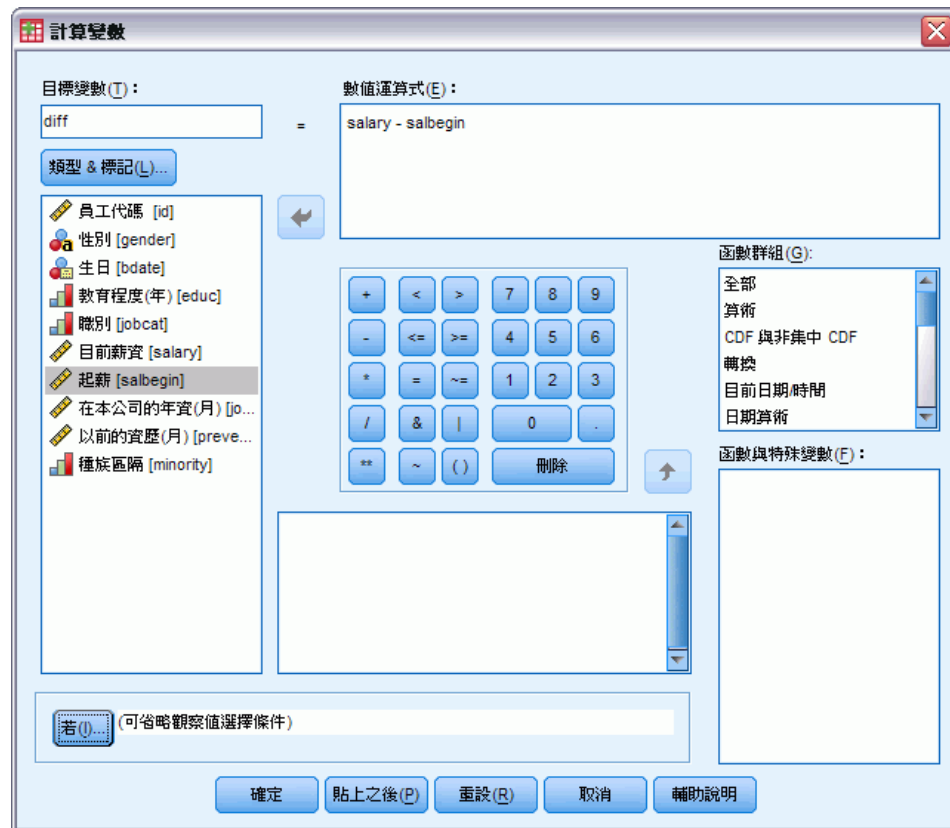 計算變數
目標變數(T)：
diff
=
數值運算式(E)：
salary - salbegin
類型 & 標記(L)...
員工代碼 [id]
性別 [gender]
生日 [bdate]
教育程度(年) [educ]
職別 [jobcat]
目前薪資 [salary]
起薪 [salbegin]
在本公司的年資(月) [jo...
以前的資歷(月) [preve...
種族區隔 [minority]
+ < > 7 8 9
- <= >= 4 5 6
* = ~= 1 2 3
/ & | 0 .
** ~ ( ) 刪除
函數群組(G):
全部
算術
CDF 與非集中 CDF
轉換
目前日期/時間
日期算術
函數與特殊變數(F)：
若(I)... (可省略觀察值選擇條件)
確定 貼上之後(P) 重設(R) 取消 輔助說明